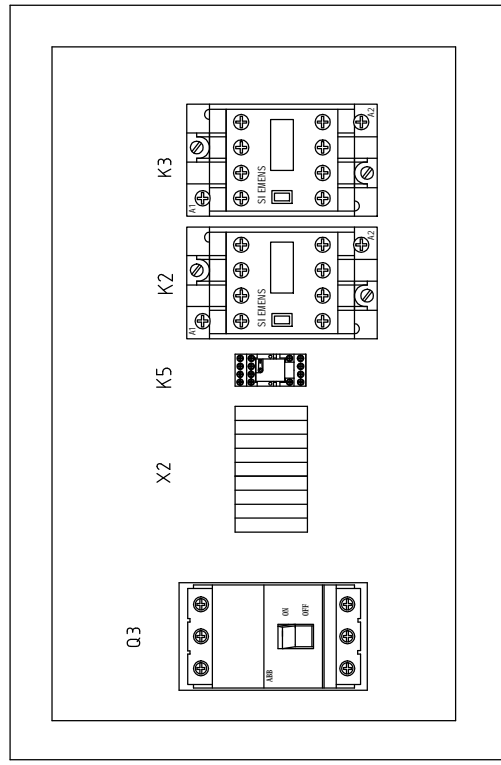 K3
A1
SIEMENS
A2
K2
A1
SIEMENS
A2
K5
X2
Q3
ABB
ON
OFF